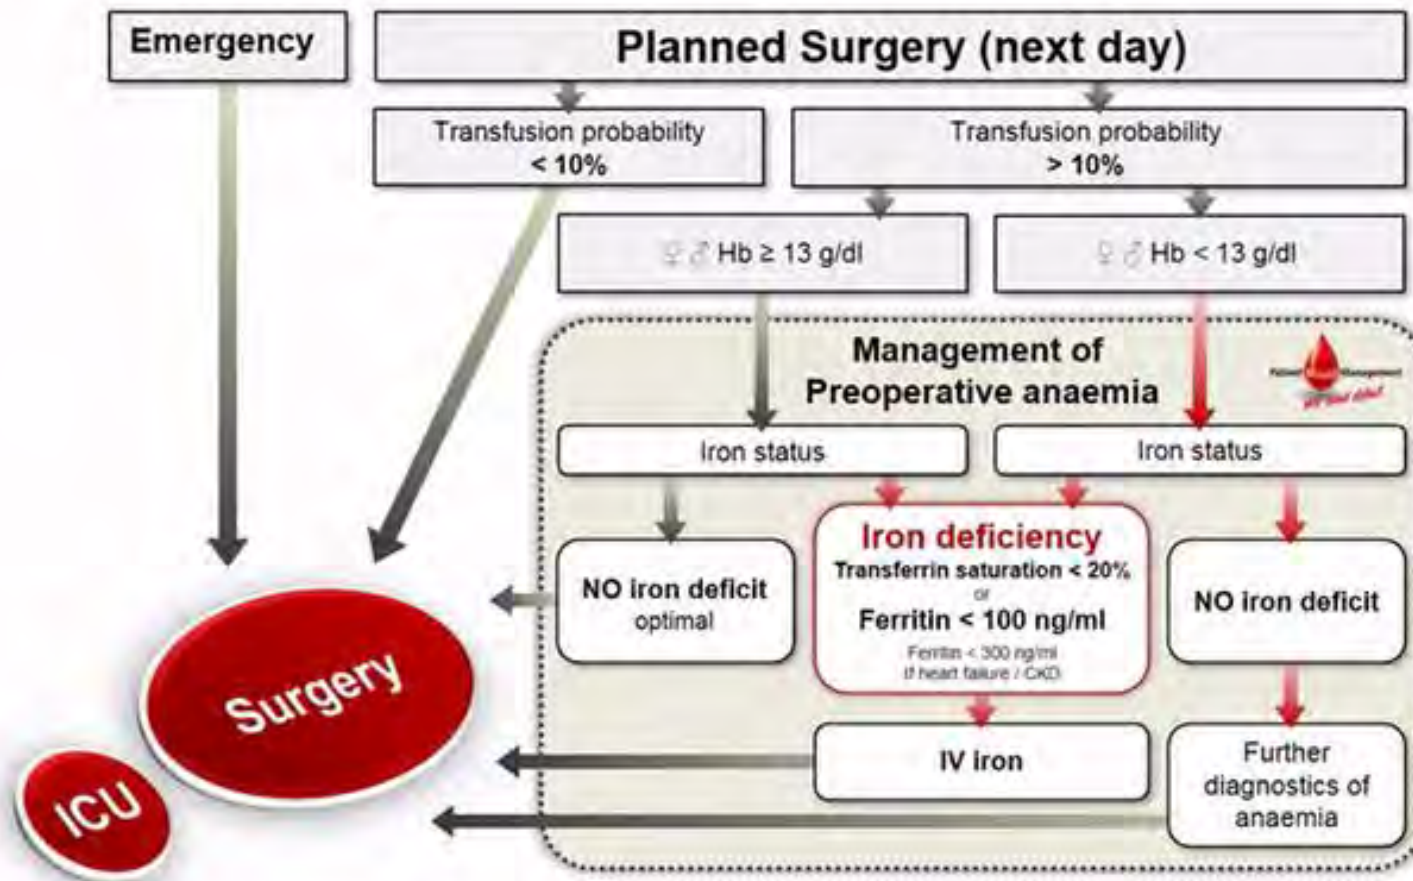 Emergency
Planned Surgery (next day)
Transfusion probability
< 10%
Transfusion probability
> 10%
♀♂ Hb ≥ 13 g/dl
♀♂ Hb < 13 g/dl
Management of
Preoperative anaemia
Patient Blood Management
Iron status
Iron status
NO iron deficit
optimal
Iron deficiency
Transferrin saturation < 20%
or
Ferritin < 100 ng/ml
Ferritin < 300 ng/ml
if heart failure / CKD
NO iron deficit
IV iron
Further
diagnostics of
anaemia
Surgery
ICU